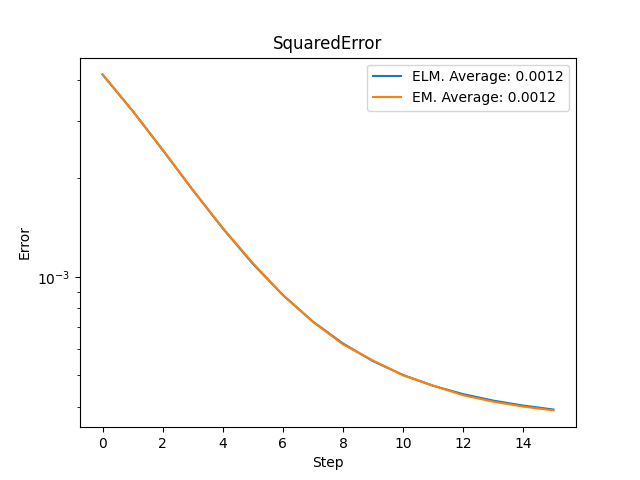 SquaredError
ELM. Average: 0.0012
EM. Average: 0.0012
Error
10⁻³
0 2 4 6 8 10 12 14
Step